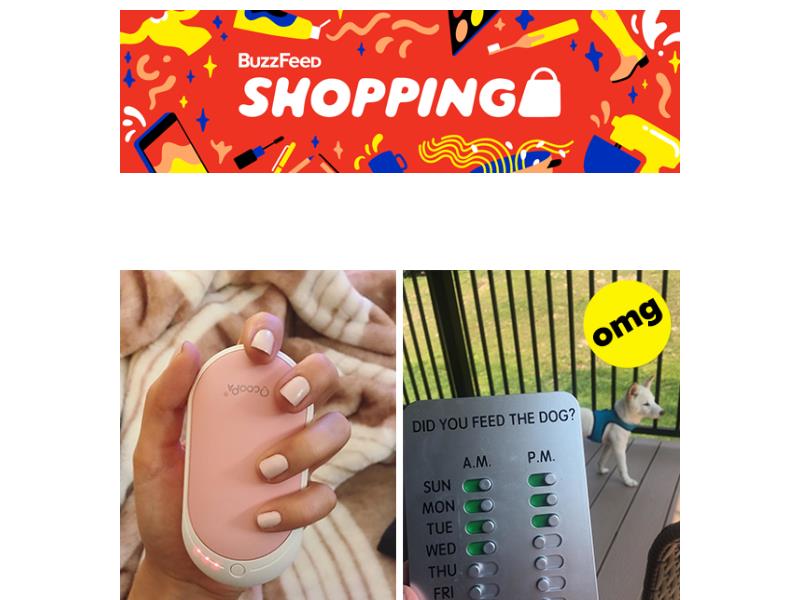 BuzzFeed
SHOPPING
OCOOPA
omg
DID YOU FEED THE DOG?
A.M. P.M.
SUN
MON
TUE
WED
THU
FRI